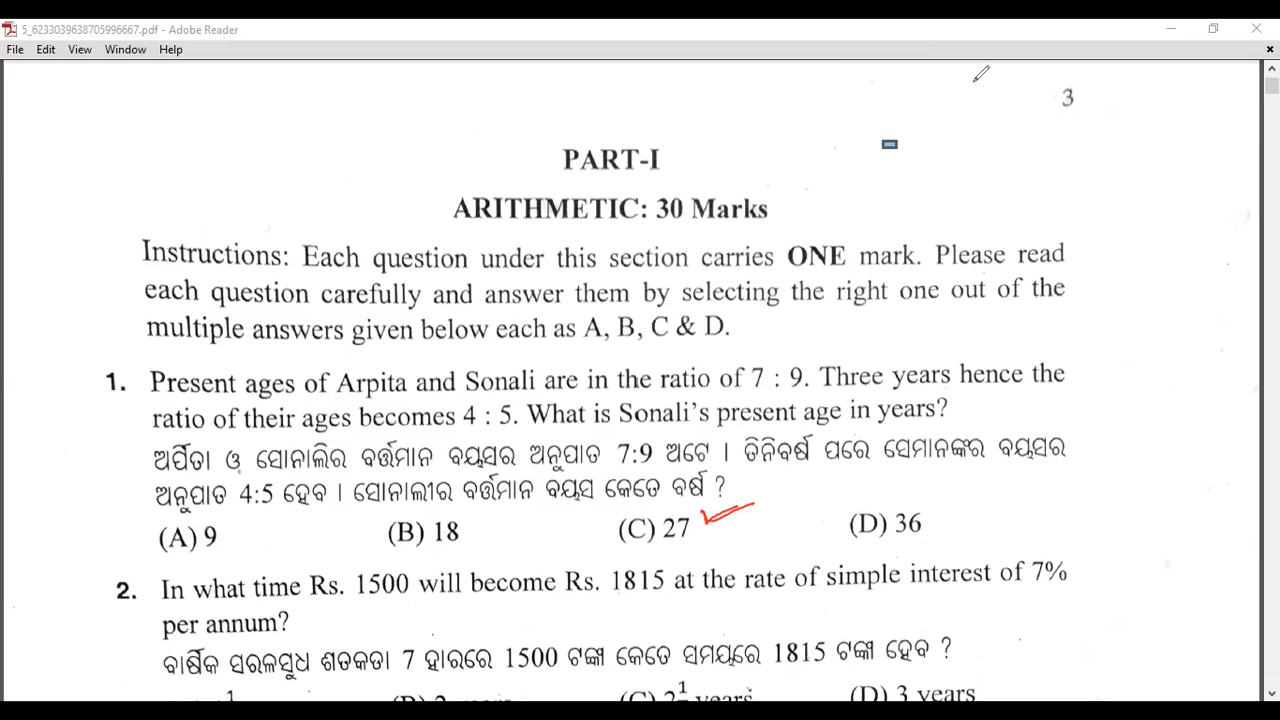 5_6233039638705996667.pdf - Adobe Reader
File Edit View Window Help
3
PART-I
ARITHMETIC: 30 Marks
Instructions: Each question under this section carries ONE mark. Please read
each question carefully and answer them by selecting the right one out of the
multiple answers given below each as A, B, C & D.
1. Present ages of Arpita and Sonali are in the ratio of 7 : 9. Three years hence the
ratio of their ages becomes 4 : 5. What is Sonali's present age in years?
ଅର୍ପିତା ଓ ସୋନାଲିର ବର୍ତ୍ତମାନ ବୟସର ଅନୁପାତ 7:9 ଅଟେ । ତିନିବର୍ଷ ପରେ ସେମାନଙ୍କର ବୟସର
ଅନୁପାତ 4:5 ହେବ । ସୋନାଲୀର ବର୍ତ୍ତମାନ ବୟସ କେତେ ବର୍ଷ ?
(A) 9 (B) 18 (C) 27 (D) 36
2. In what time Rs. 1500 will become Rs. 1815 at the rate of simple interest of 7%
per annum?
ବାର୍ଷିକ ସରଳସୁଧ ଶତକଡା 7 ହାରରେ 1500 ଟଙ୍କା କେତେ ସମୟରେ 1815 ଟଙ୍କା ହେବ ?
(D) 3 years